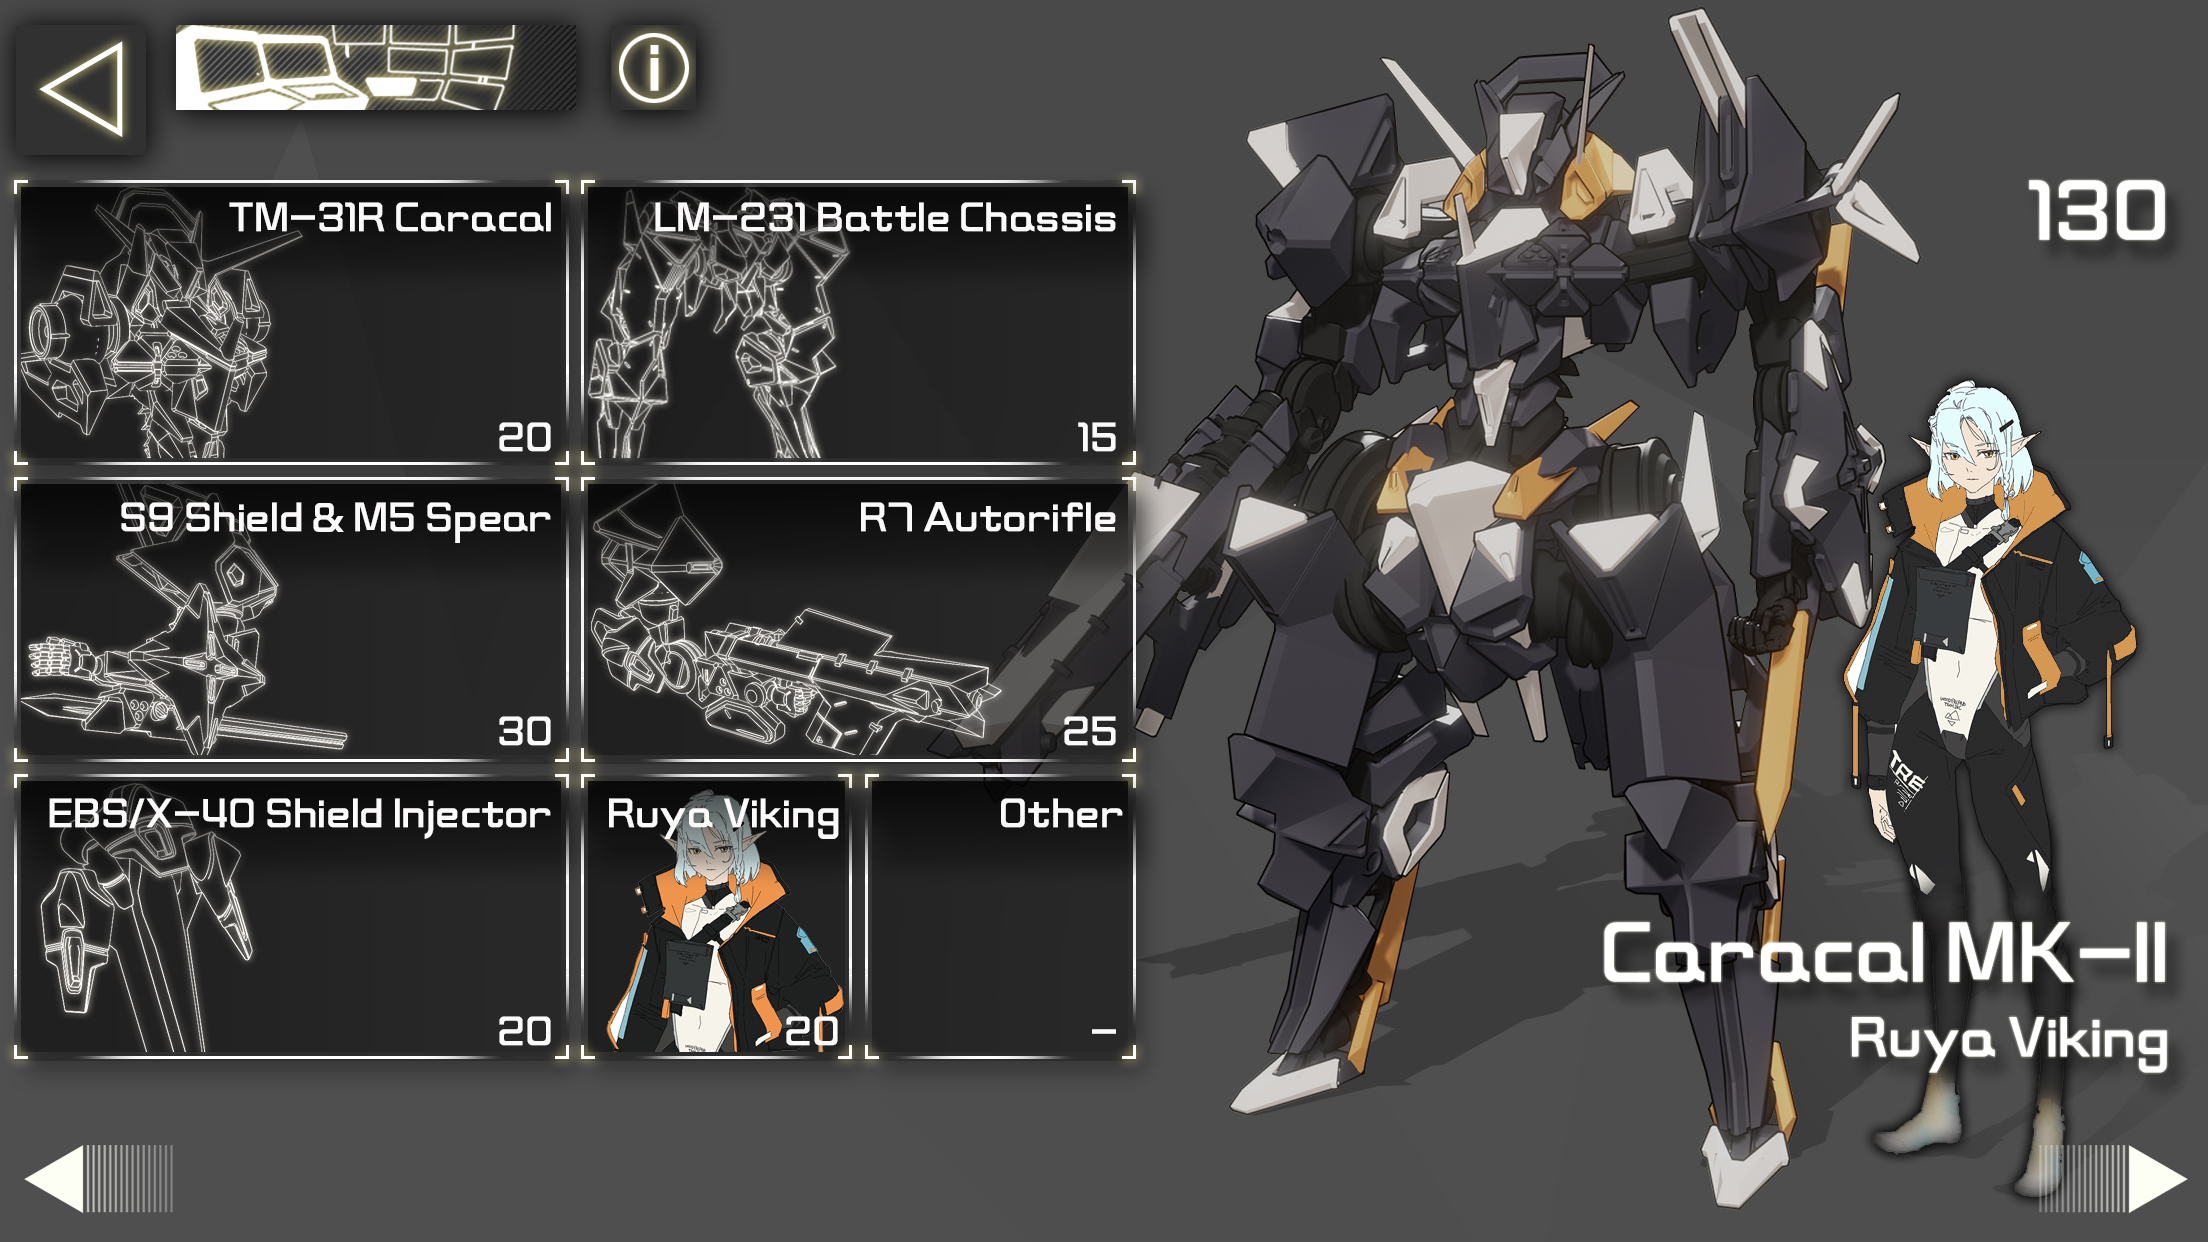 130
TM-31R Caracal
20
LM-231 Battle Chassis
15
S9 Shield & M5 Spear
30
R7 Autorifle
25
EBS/X-40 Shield Injector
20
Ruya Viking
20
Other
-
TRE
Caracal MK-II
Ruya Viking